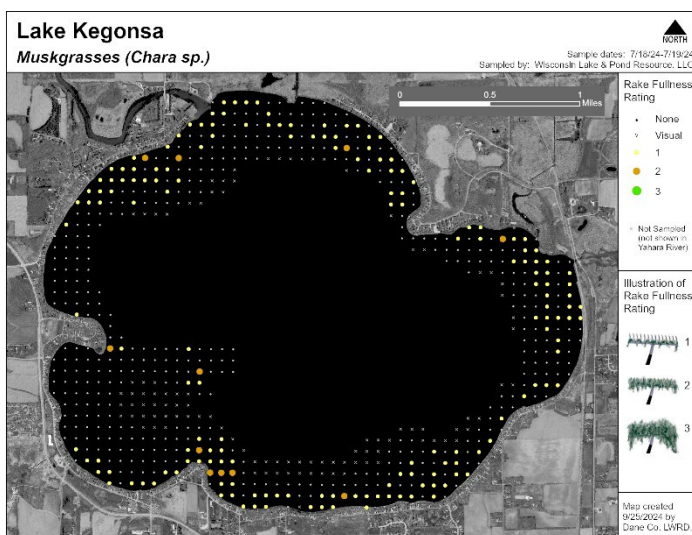 Lake Kegonsa
Muskgrasses (Chara sp.)
NORTH
Sample dates: 7/18/24-7/19/24
Sampled by: Wisconsin Lake & Pond Resource, LLC
0 0.5 1
Miles
Rake Fullness
Rating
None
Visual
1
2
3
Not Sampled
(not shown in
Yahara River)
Illustration of
Rake Fullness
Rating
1
2
3
Map created
9/25/2024 by
Dane Co. LWRD.